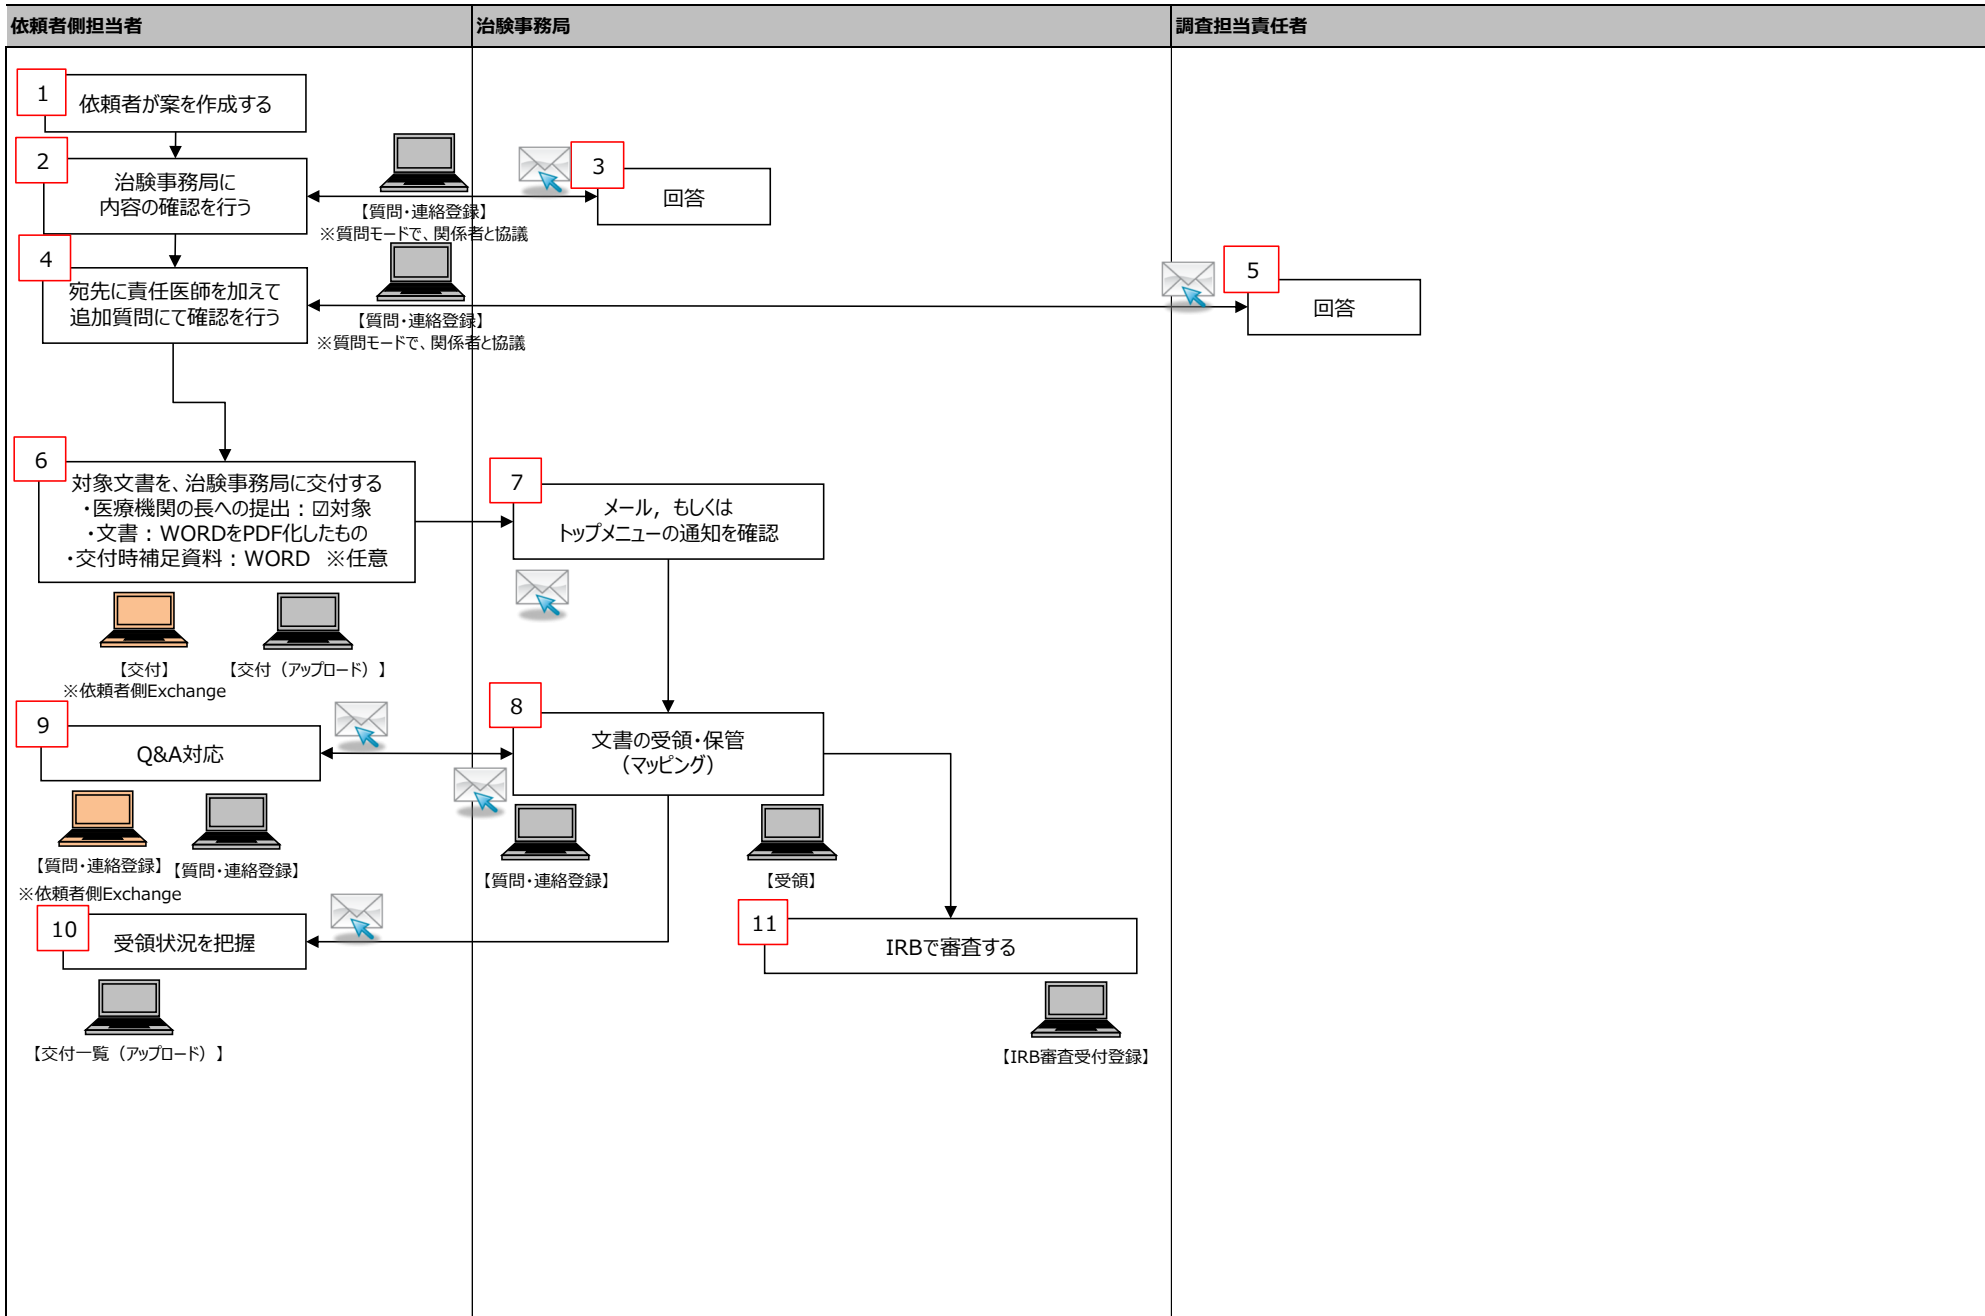 依頼者側担当者
治験事務局
調査担当責任者
1
依頼者が案を作成する
2
治験事務局に
内容の確認を行う
【質問・連絡登録】
※質問モードで、関係者と協議
3
回答
4
宛先に責任医師を加えて
追加質問にて確認を行う
【質問・連絡登録】
※質問モードで、関係者と協議
5
回答
6
対象文書を、治験事務局に交付する
・医療機関の長への提出：☑対象
・文書：WORDをPDF化したもの
・交付時補足資料：WORD　※任意
【交付】
※依頼者側Exchange
【交付（アップロード）】
7
メール，もしくは
トップメニューの通知を確認
8
文書の受領・保管
（マッピング）
【質問・連絡登録】
【受領】
9
Q&A対応
【質問・連絡登録】
※依頼者側Exchange
【質問・連絡登録】
10
受領状況を把握
【交付一覧（アップロード）】
11
IRBで審査する
【IRB審査受付登録】